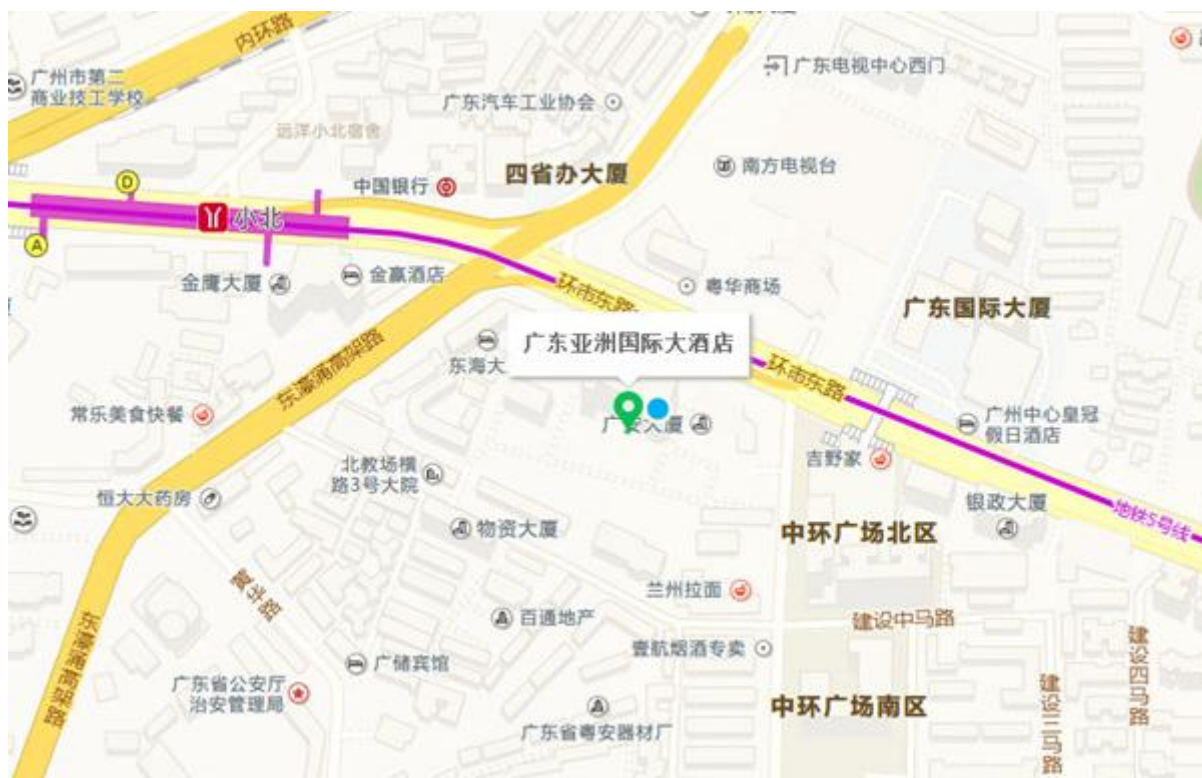 内环路
广州市第二
商业技工学校
广东电视中心西门
广东汽车工业协会
远洋小北宿舍
四省办大厦
南方电视台
中国银行
D
小北
A
金鹰大厦
金赢酒店
环市东路
粤华商场
广东国际大厦
广东亚洲国际大酒店
东海大
东濠涌高架路
环市东路
常乐美食快餐
广安大厦
广州中心皇冠
假日酒店
吉野家
北教场横
路3号大院
恒大大药房
银政大厦
地铁5号线
物资大厦
中环广场北区
兰州拉面
百通地产
建设中马路
壹航烟酒专卖
建设四马路
广储宾馆
广东省公安厅
治安管理局
东濠涌高架路
中环广场南区
建设三马路
广东省粤安器材厂